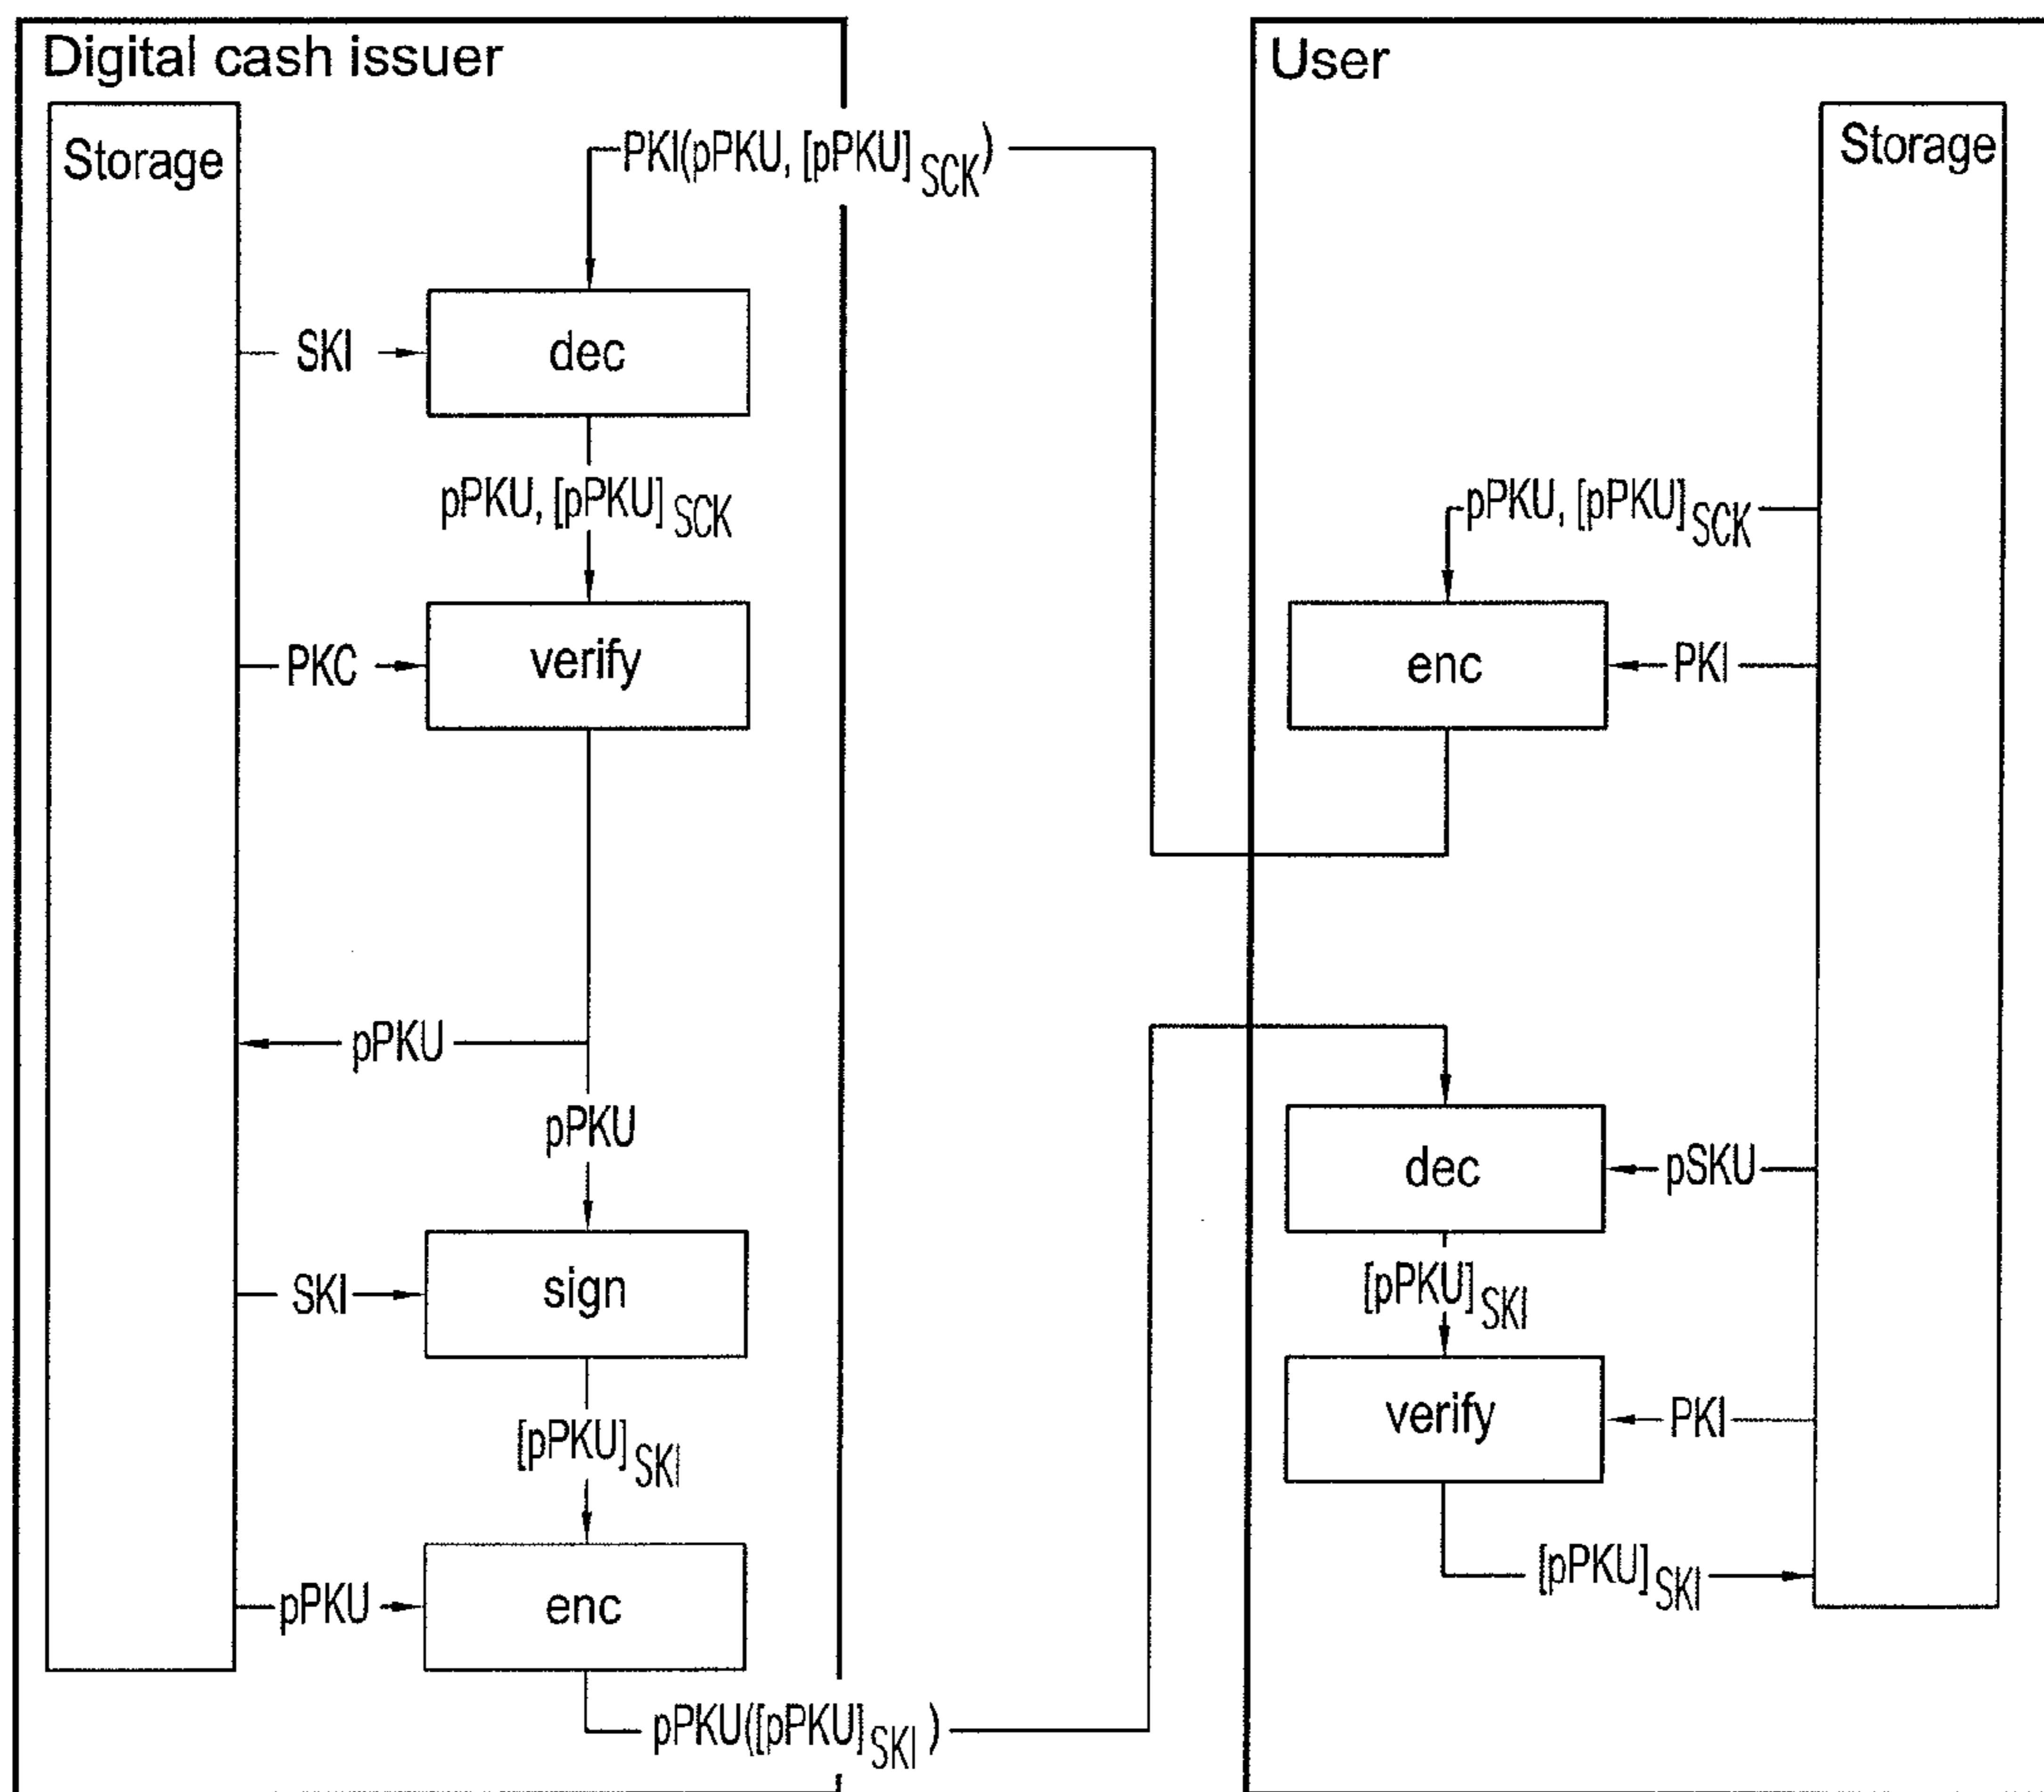 Digital cash issuer
Storage
PKI(pPKU, [pPKU]SCK)
SKI
dec
pPKU, [pPKU]SCK
PKC
verify
pPKU
pPKU
SKI
sign
[pPKU]SKI
pPKU
enc
pPKU([pPKU]SKI)
User
Storage
pPKU, [pPKU]SCK
enc
PKI
dec
pSKU
[pPKU]SKI
verify
PKI
[pPKU]SKI